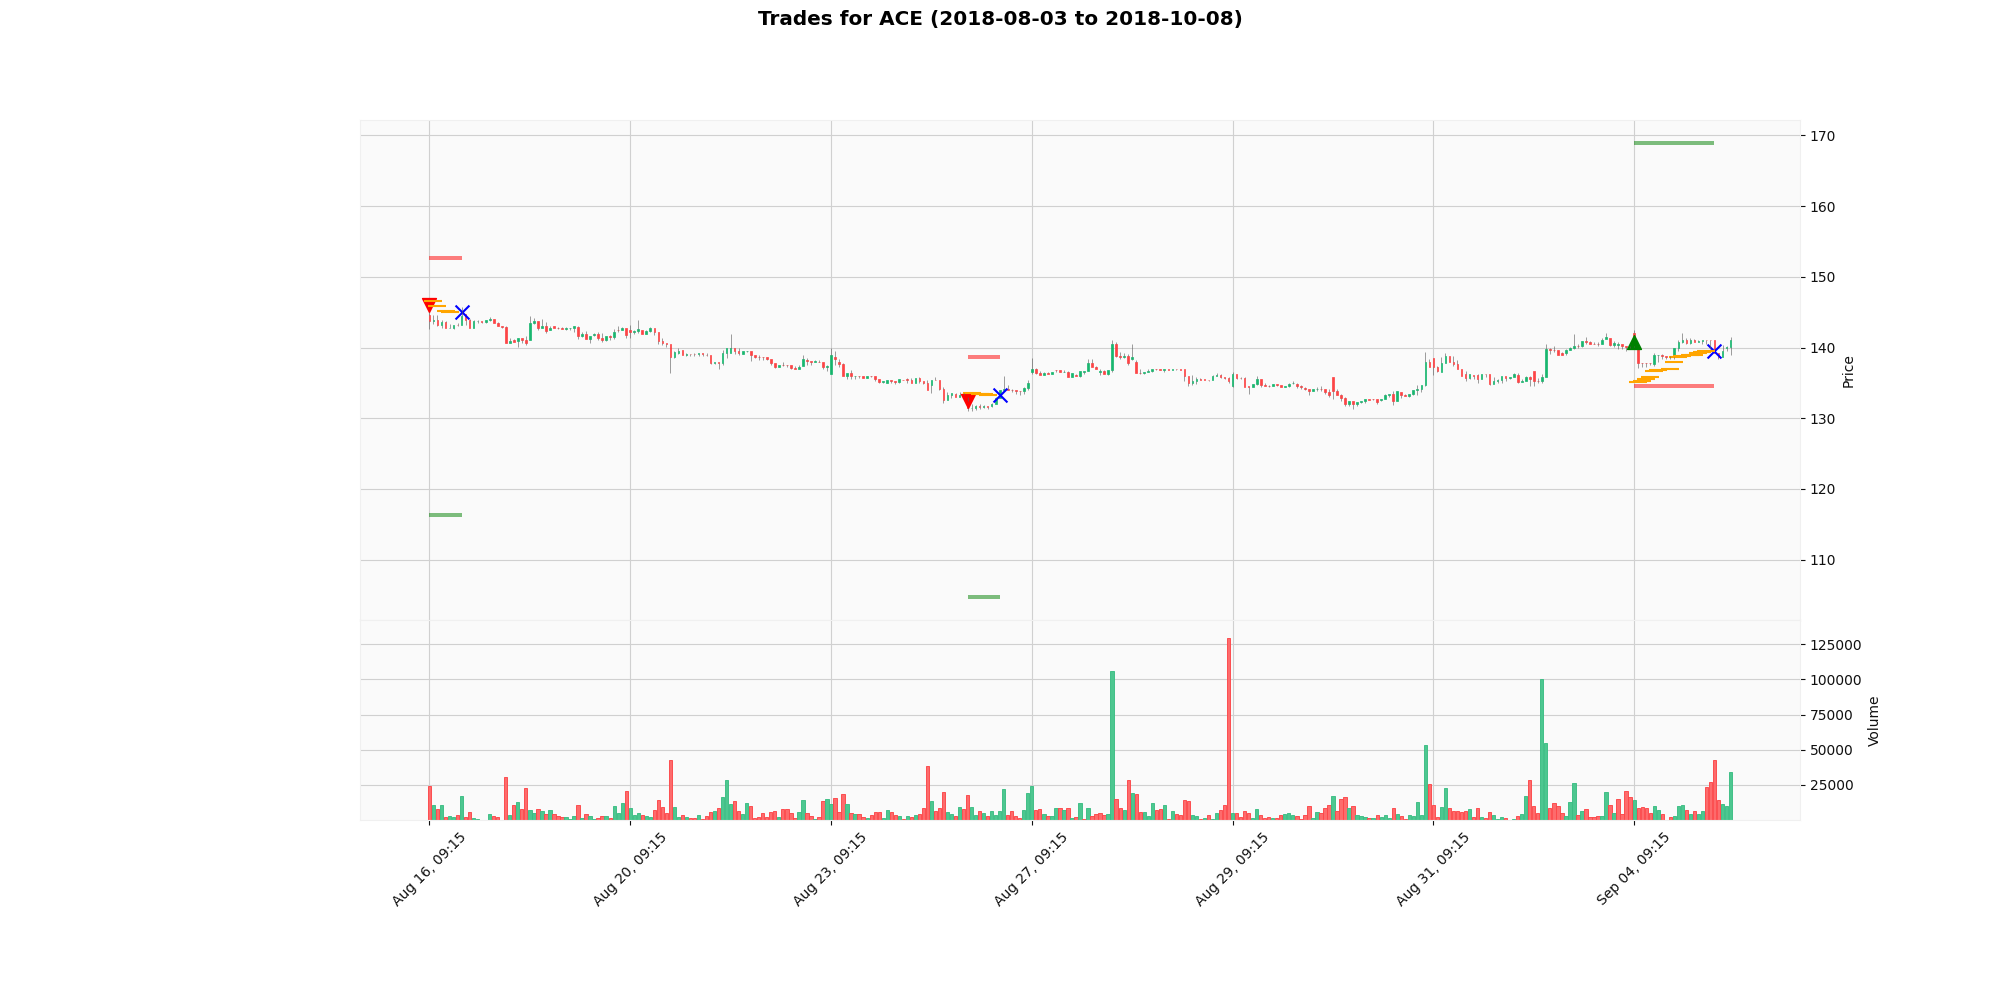 Trades for ACE (2018-08-03 to 2018-10-08)
170
160
150
140
130
120
110
Price
125000
100000
75000
50000
25000
Volume
Aug 16, 09:15
Aug 20, 09:15
Aug 23, 09:15
Aug 27, 09:15
Aug 29, 09:15
Aug 31, 09:15
Sep 04, 09:15